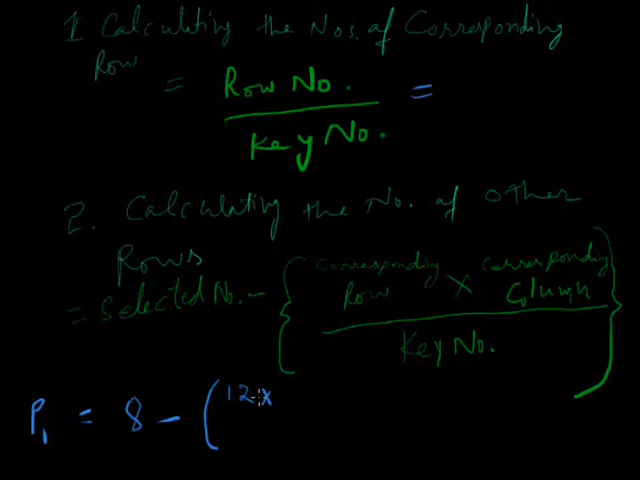 1 Calculating the Nos. of Corresponding
Row
= Row No. =
Key No.
2. Calculating the No. of other
Rows
= Selected No. - { Corresponding Row X Corresponding Column
Key No. }
P1 = 8 - ( 12 x